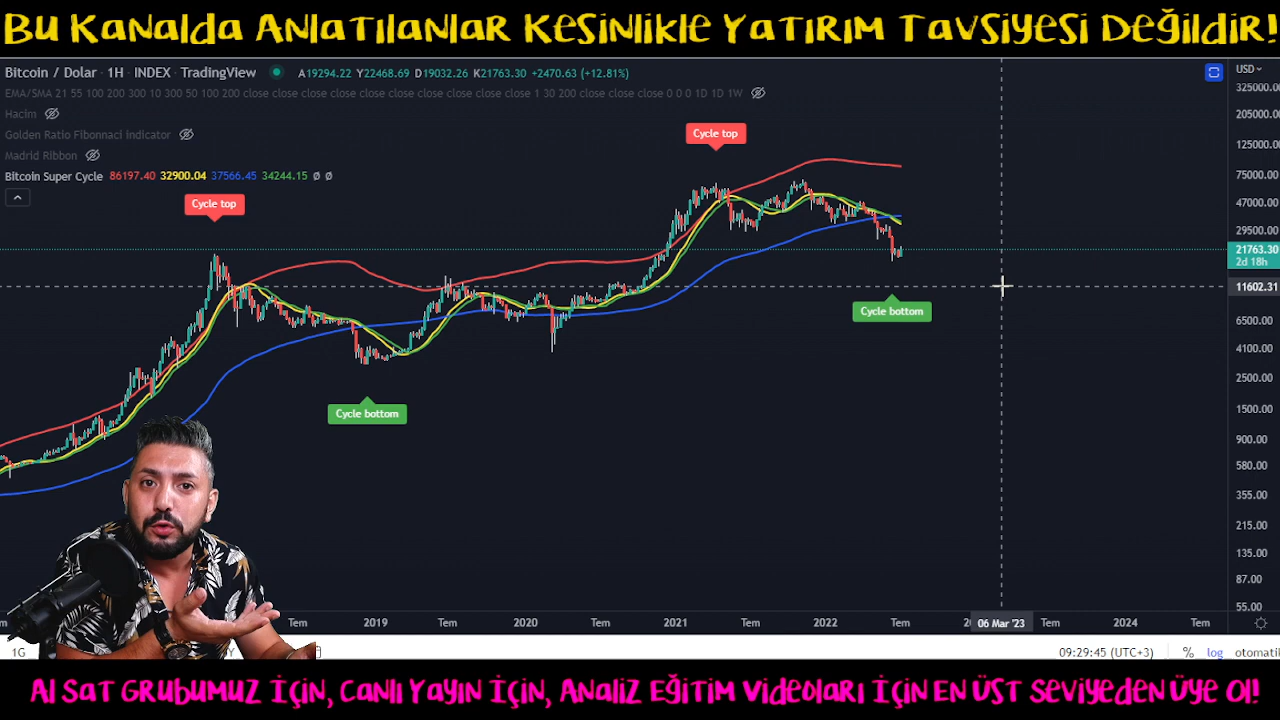 Bu Kanalda Anlatılanlar Kesinlikle Yatırım Tavsiyesi Değildir!
Bitcoin / Dolar · 1H · INDEX · TradingView A19294.22 Y22468.69 D19032.26 K21763.30 +2470.63 (+12.81%)
USD
EMA/SMA 21 55 100 200 300 10 300 50 100 200 close close close close close close close close close close 1 30 200 close close close 0 0 0 1D 1D 1W
Hacim
Golden Ratio Fibonnaci indicator
Madrid Ribbon
Bitcoin Super Cycle 86197.40 32900.04 37566.45 34244.15 ø ø
Cycle top
Cycle top
Cycle bottom
Cycle bottom
325000.00
205000.00
125000.00
75000.00
47000.00
29500.00
21763.30
2d 18h
11602.31
6500.00
4100.00
2500.00
1500.00
900.00
580.00
355.00
215.00
135.00
87.00
55.00
Tem 2019 Tem 2020 Tem 2021 Tem 2022 Tem 06 Mar '23 Tem 2024 Tem
1G 09:29:45 (UTC+3) % log otomati
Al Sat Grubumuz İçin, Canlı Yayın İçin, Analiz Eğitim Videoları İçin En Üst Seviyeden Üye Ol!